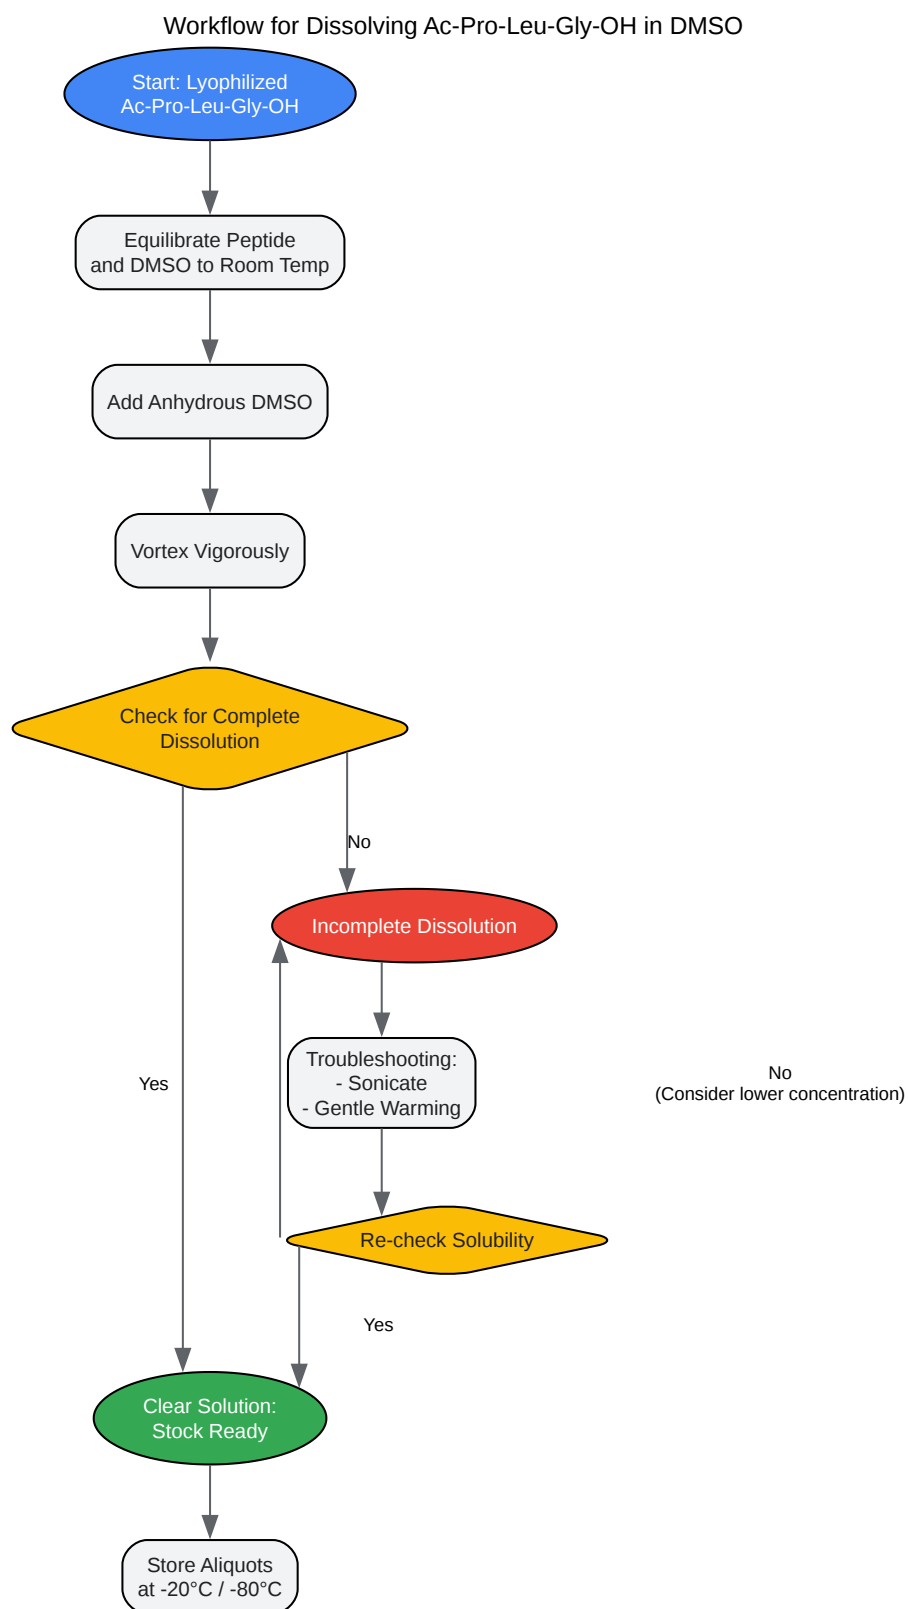 Workflow for Dissolving Ac-Pro-Leu-Gly-OH in DMSO
Start: Lyophilized
Ac-Pro-Leu-Gly-OH
Equilibrate Peptide
and DMSO to Room Temp
Add Anhydrous DMSO
Vortex Vigorously
Check for Complete
Dissolution
No
Incomplete Dissolution
Troubleshooting:
- Sonicate
- Gentle Warming
Yes
No
(Consider lower concentration)
Re-check Solubility
Yes
Clear Solution:
Stock Ready
Store Aliquots
at -20°C / -80°C